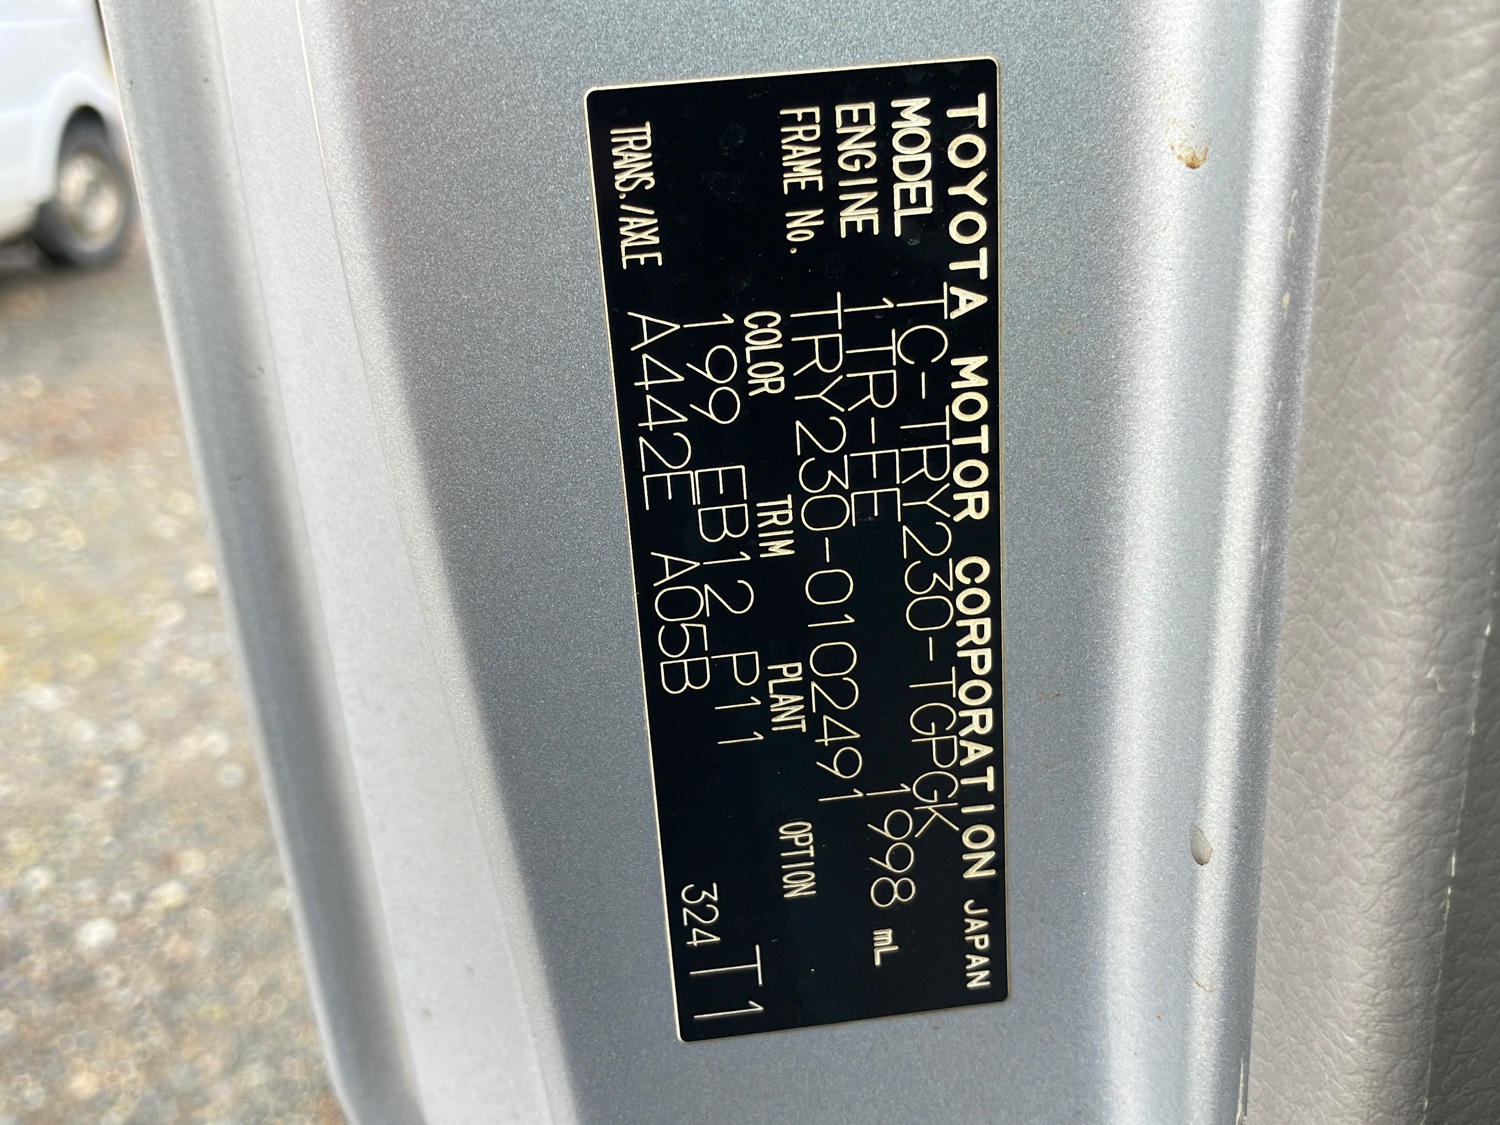 TOYOTA MOTOR CORPORATION JAPAN
MODEL TC-TRY230-TGPGK
ENGINE 1TR-FE 1998 mL
FRAME No. TRY230-0102491
COLOR TRIM PLANT OPTION
199 EB12 P11 T1
TRANS./AXLE A442E A05B 324